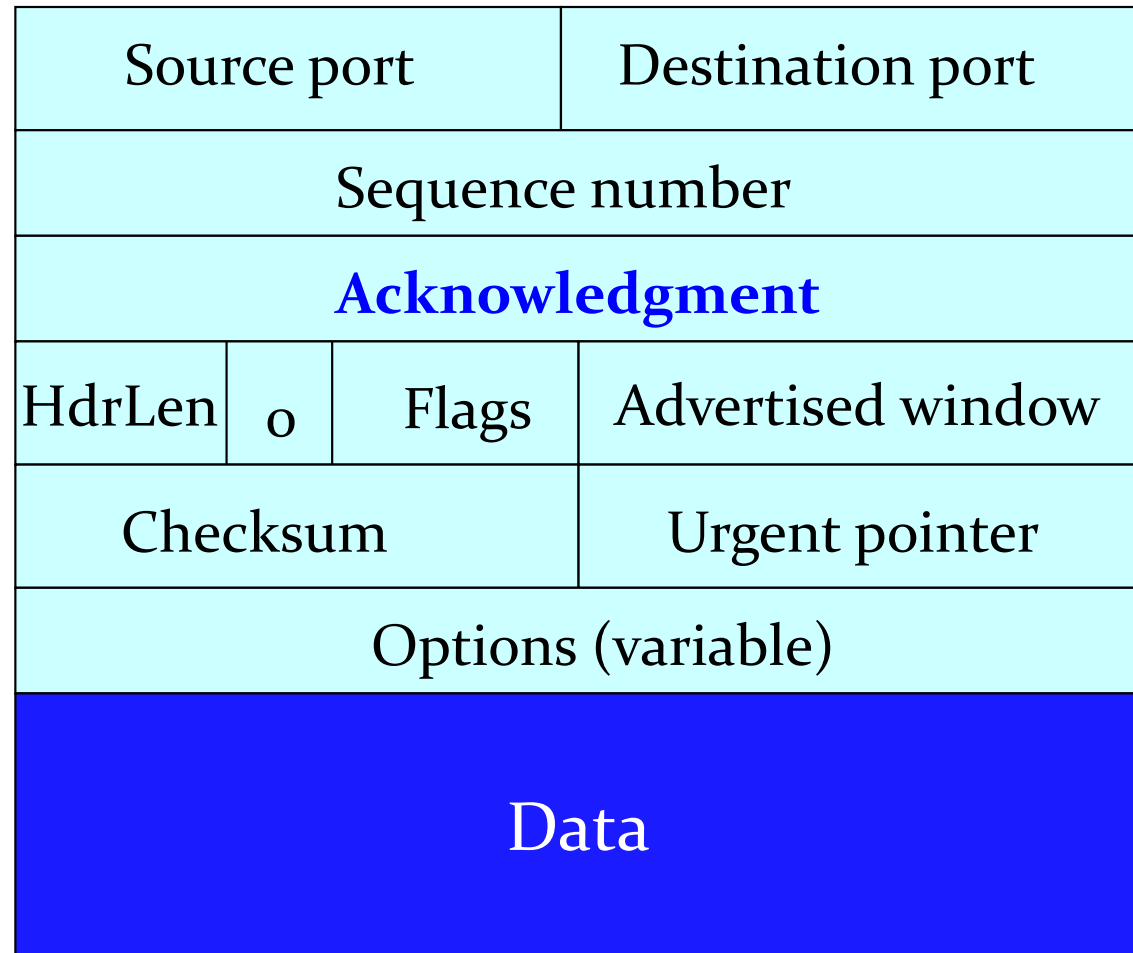 Source port Destination port
Sequence number
Acknowledgment
HdrLen 0 Flags Advertised window
Checksum Urgent pointer
Options (variable)
Data